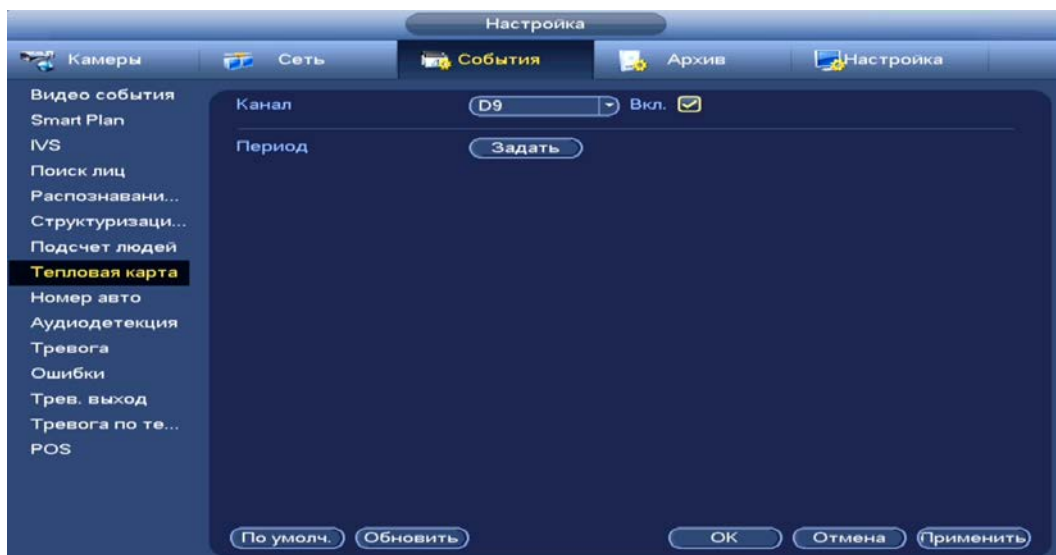 Настройка
Камеры Сеть События Архив Настройка
Видео события
Smart Plan
IVS
Поиск лиц
Распознавани...
Структуризаци...
Подсчет людей
Тепловая карта
Номер авто
Аудиодетекция
Тревога
Ошибки
Трев. выход
Тревога по те...
POS
Канал D9 Вкл.
Период Задать
По умолч. Обновить OK Отмена Применить